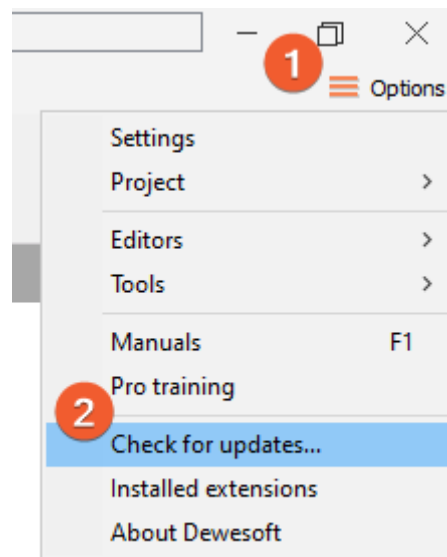 1
Options
Settings
Project >
Editors >
Tools >
Manuals F1
Pro training
2
Check for updates...
Installed extensions
About Dewesoft